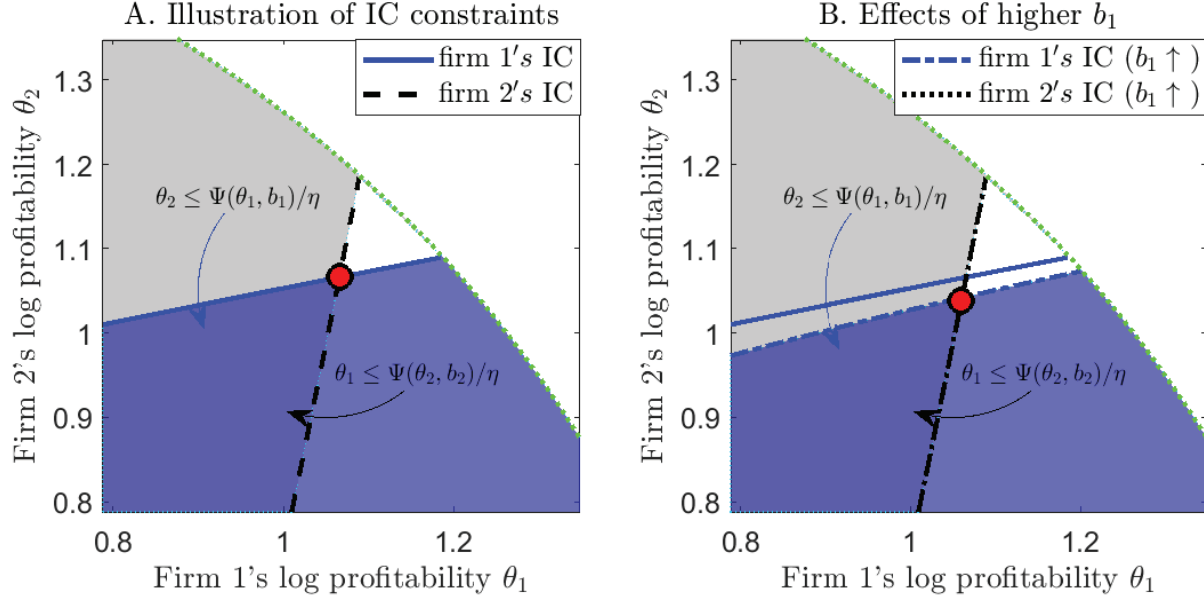 A. Illustration of IC constraints
firm 1's IC
firm 2's IC
Firm 2's log profitability θ₂
1.3
1.2
1.1
1
0.9
0.8
θ₂ ≤ Ψ(θ₁, b₁)/η
θ₁ ≤ Ψ(θ₂, b₂)/η
0.8 1 1.2
Firm 1's log profitability θ₁
B. Effects of higher b₁
firm 1's IC (b₁ ↑ )
firm 2's IC (b₁ ↑ )
Firm 2's log profitability θ₂
1.3
1.2
1.1
1
0.9
0.8
θ₂ ≤ Ψ(θ₁, b₁)/η
θ₁ ≤ Ψ(θ₂, b₂)/η
0.8 1 1.2
Firm 1's log profitability θ₁